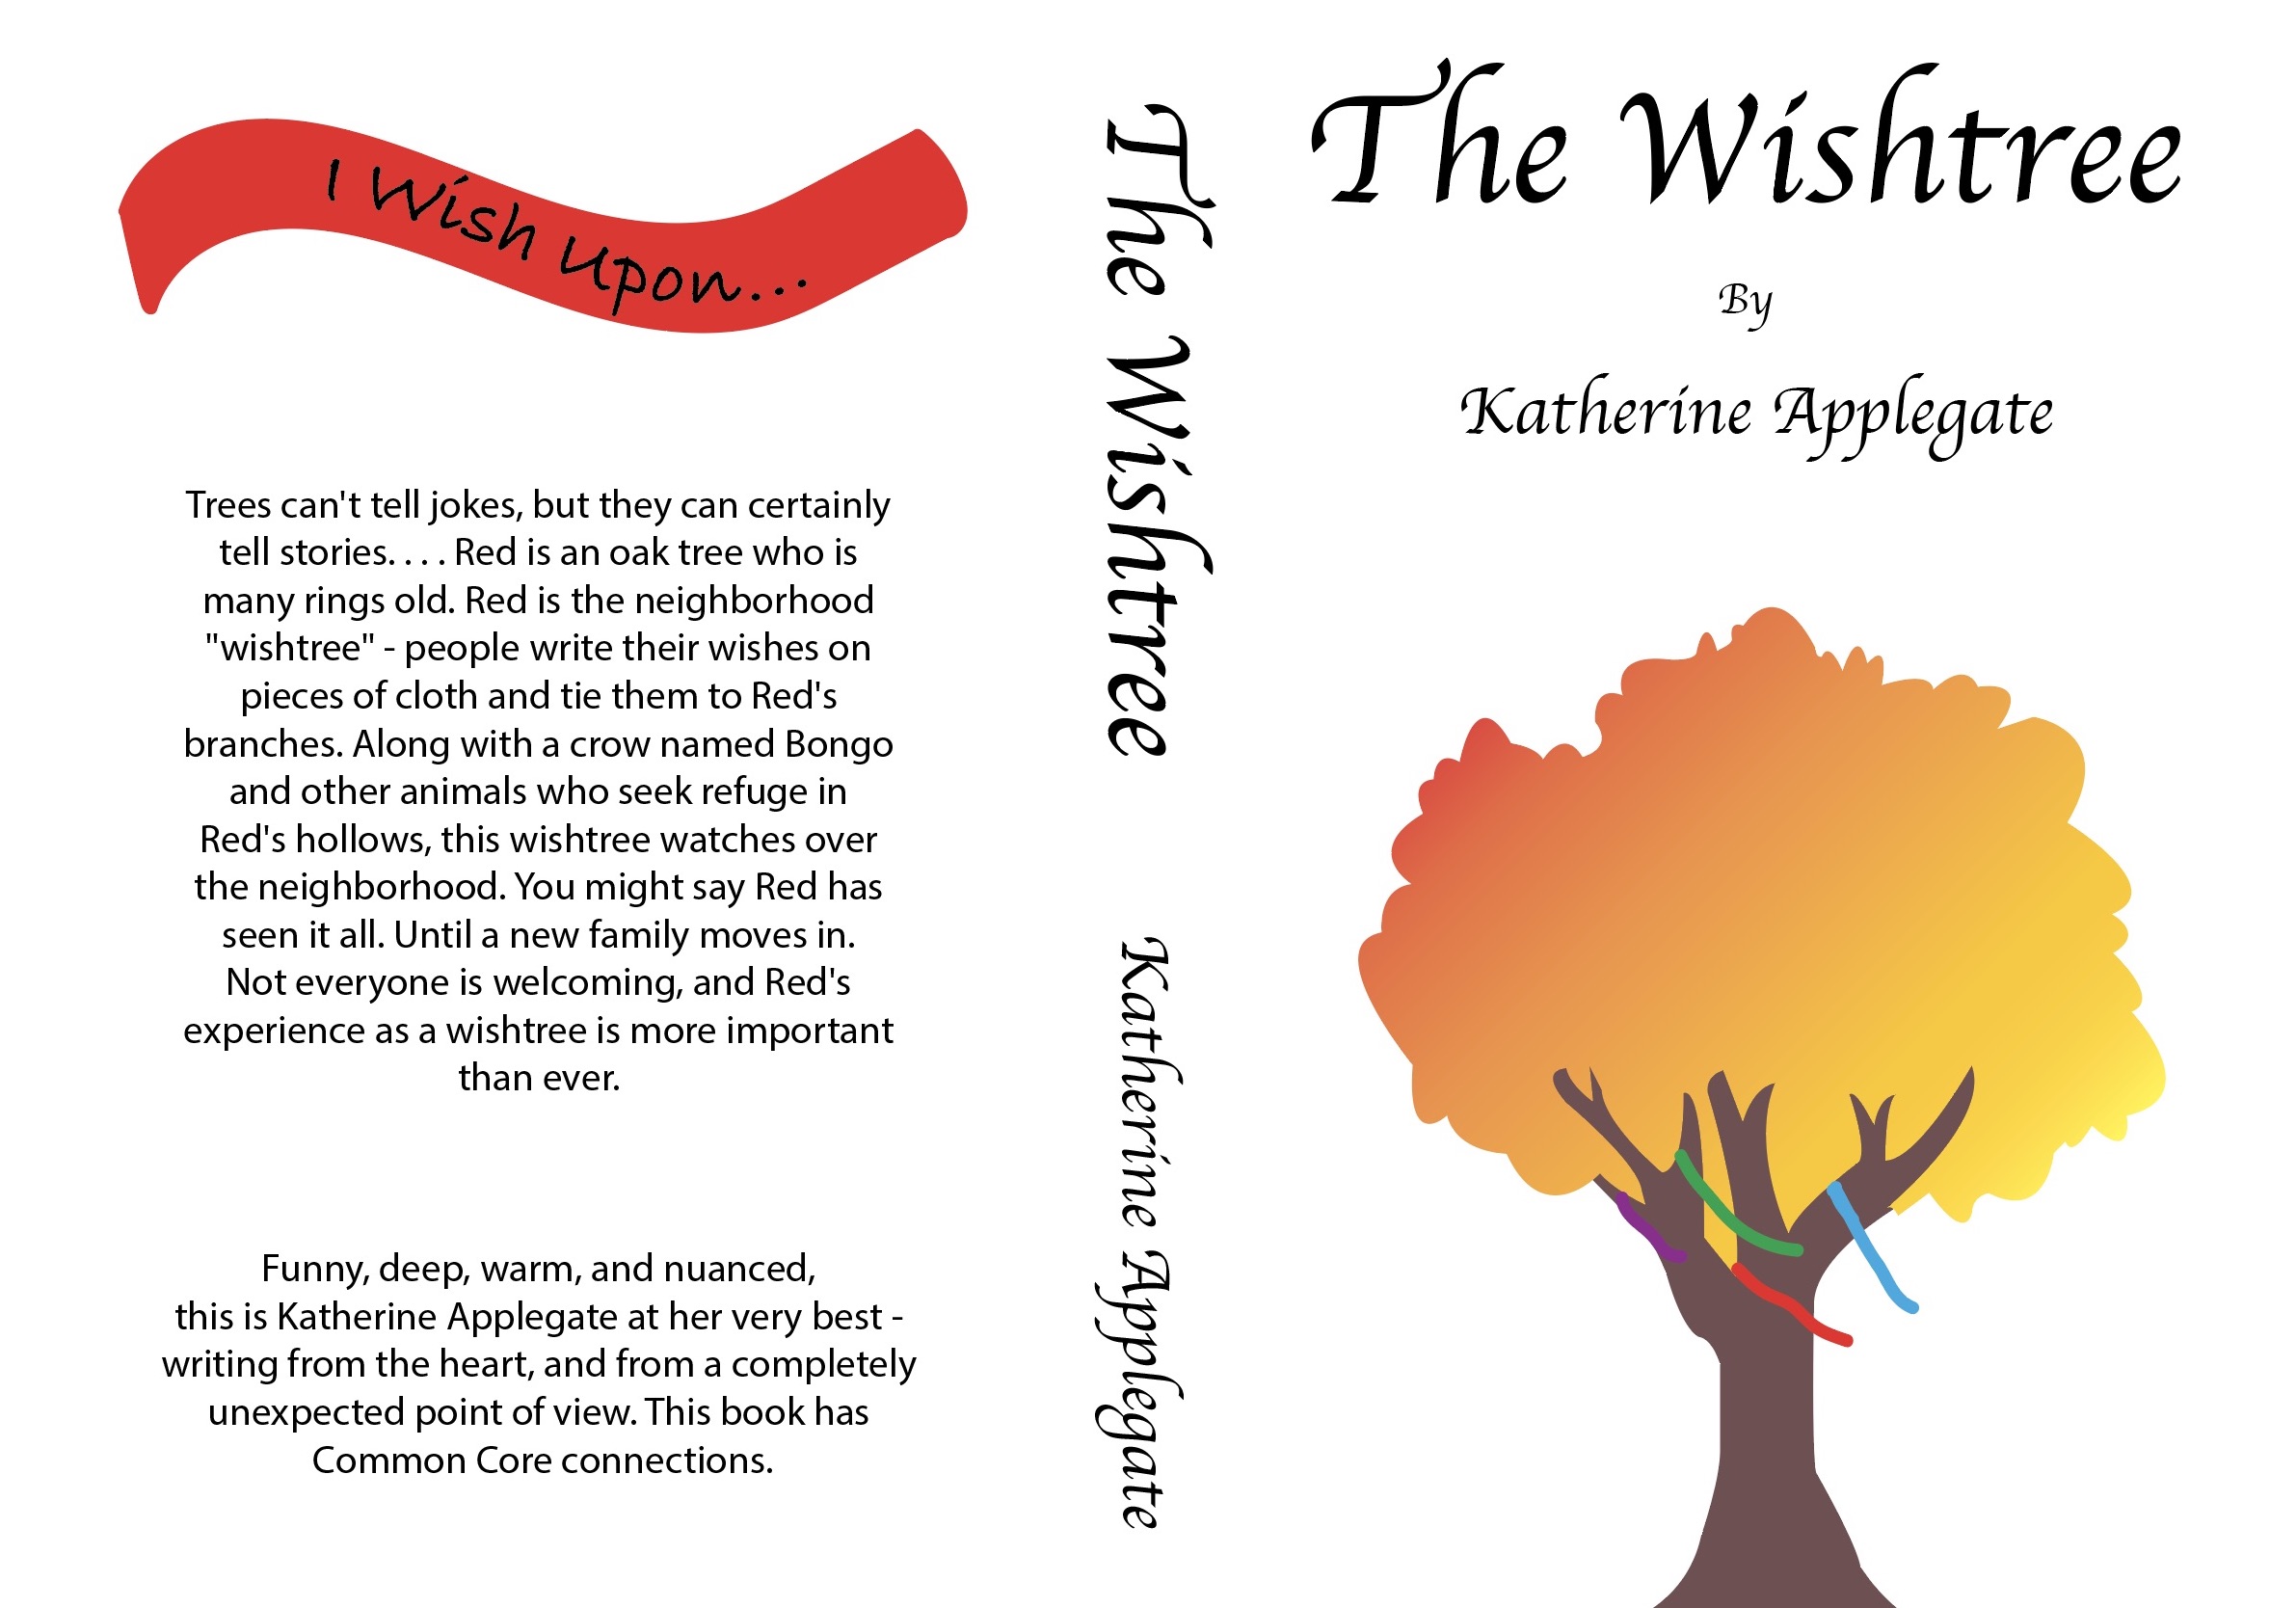 I Wish Upon...
Trees can't tell jokes, but they can certainly
tell stories. . . . Red is an oak tree who is
many rings old. Red is the neighborhood
"wishtree" - people write their wishes on
pieces of cloth and tie them to Red's
branches. Along with a crow named Bongo
and other animals who seek refuge in
Red's hollows, this wishtree watches over
the neighborhood. You might say Red has
seen it all. Until a new family moves in.
Not everyone is welcoming, and Red's
experience as a wishtree is more important
than ever.
Funny, deep, warm, and nuanced,
this is Katherine Applegate at her very best -
writing from the heart, and from a completely
unexpected point of view. This book has
Common Core connections.
The Wishtree
Katherine Applegate
The Wishtree
By
Katherine Applegate